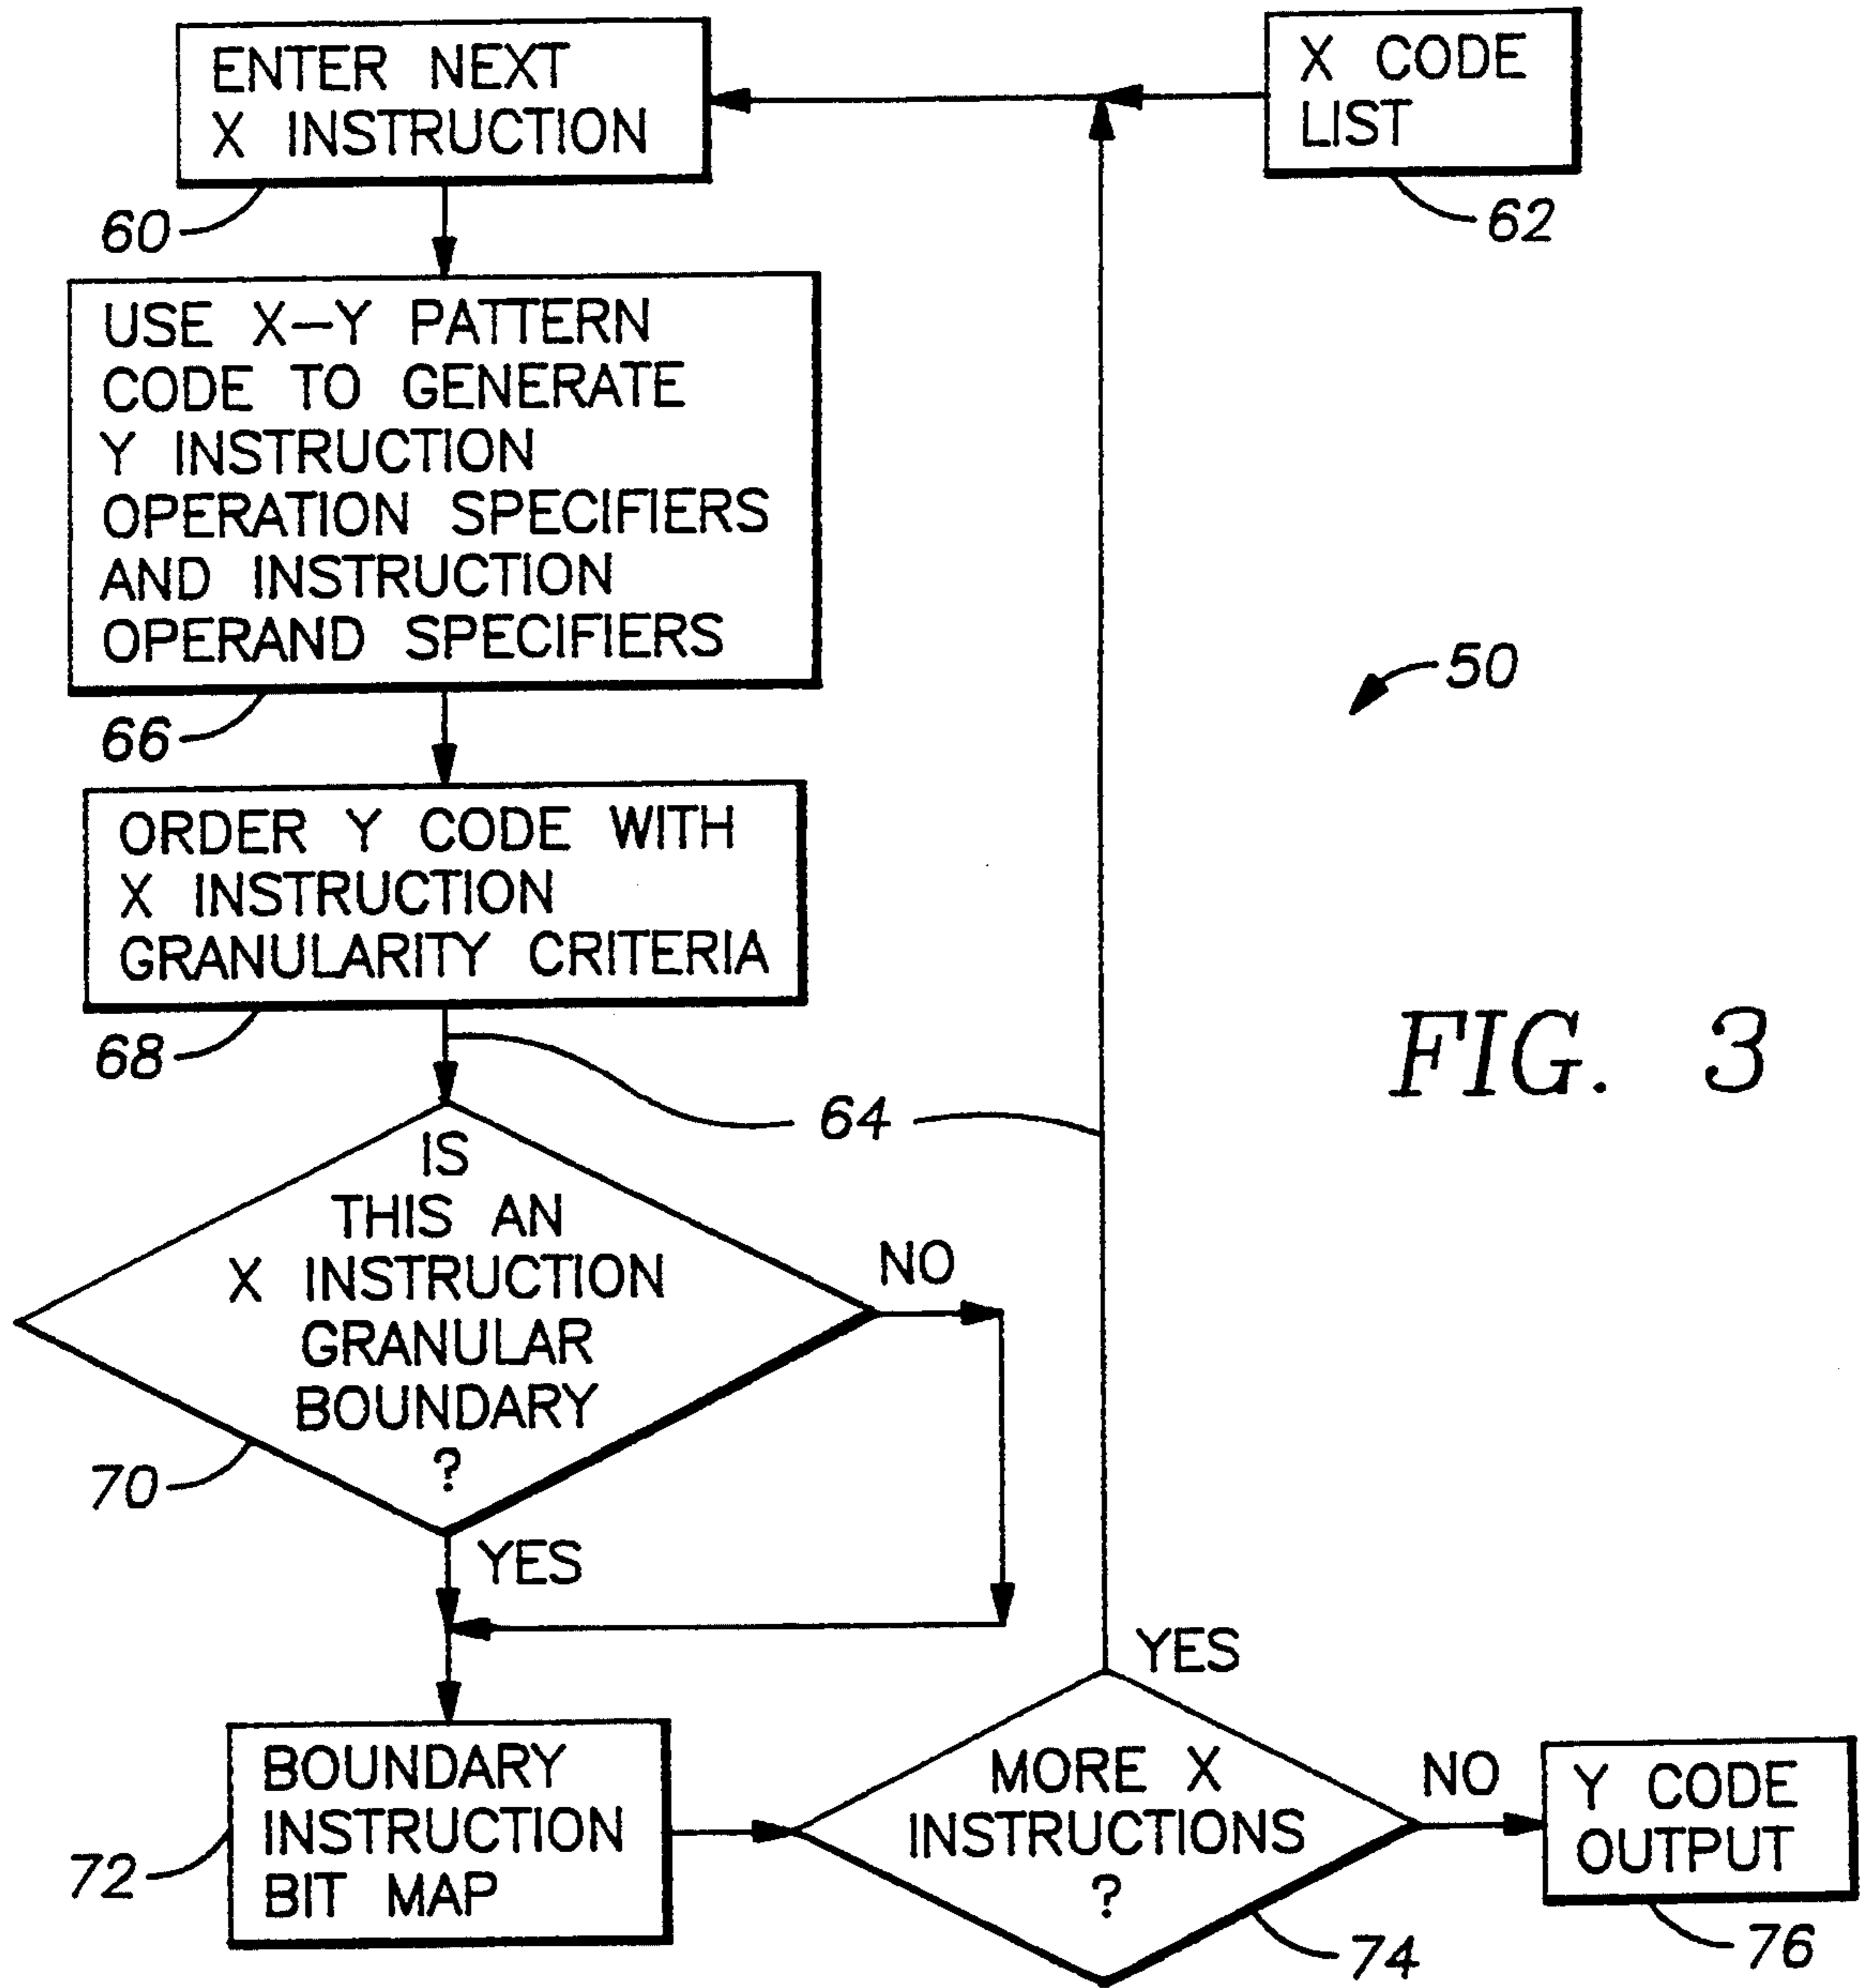 ENTER NEXT
X INSTRUCTION
60
X CODE
LIST
62
USE X–Y PATTERN
CODE TO GENERATE
Y INSTRUCTION
OPERATION SPECIFIERS
AND INSTRUCTION
OPERAND SPECIFIERS
66
50
ORDER Y CODE WITH
X INSTRUCTION
GRANULARITY CRITERIA
68
64
FIG. 3
IS
THIS AN
X INSTRUCTION
GRANULAR
BOUNDARY
?
NO
70
YES
BOUNDARY
INSTRUCTION
BIT MAP
72
YES
MORE X
INSTRUCTIONS
?
NO
74
Y CODE
OUTPUT
76